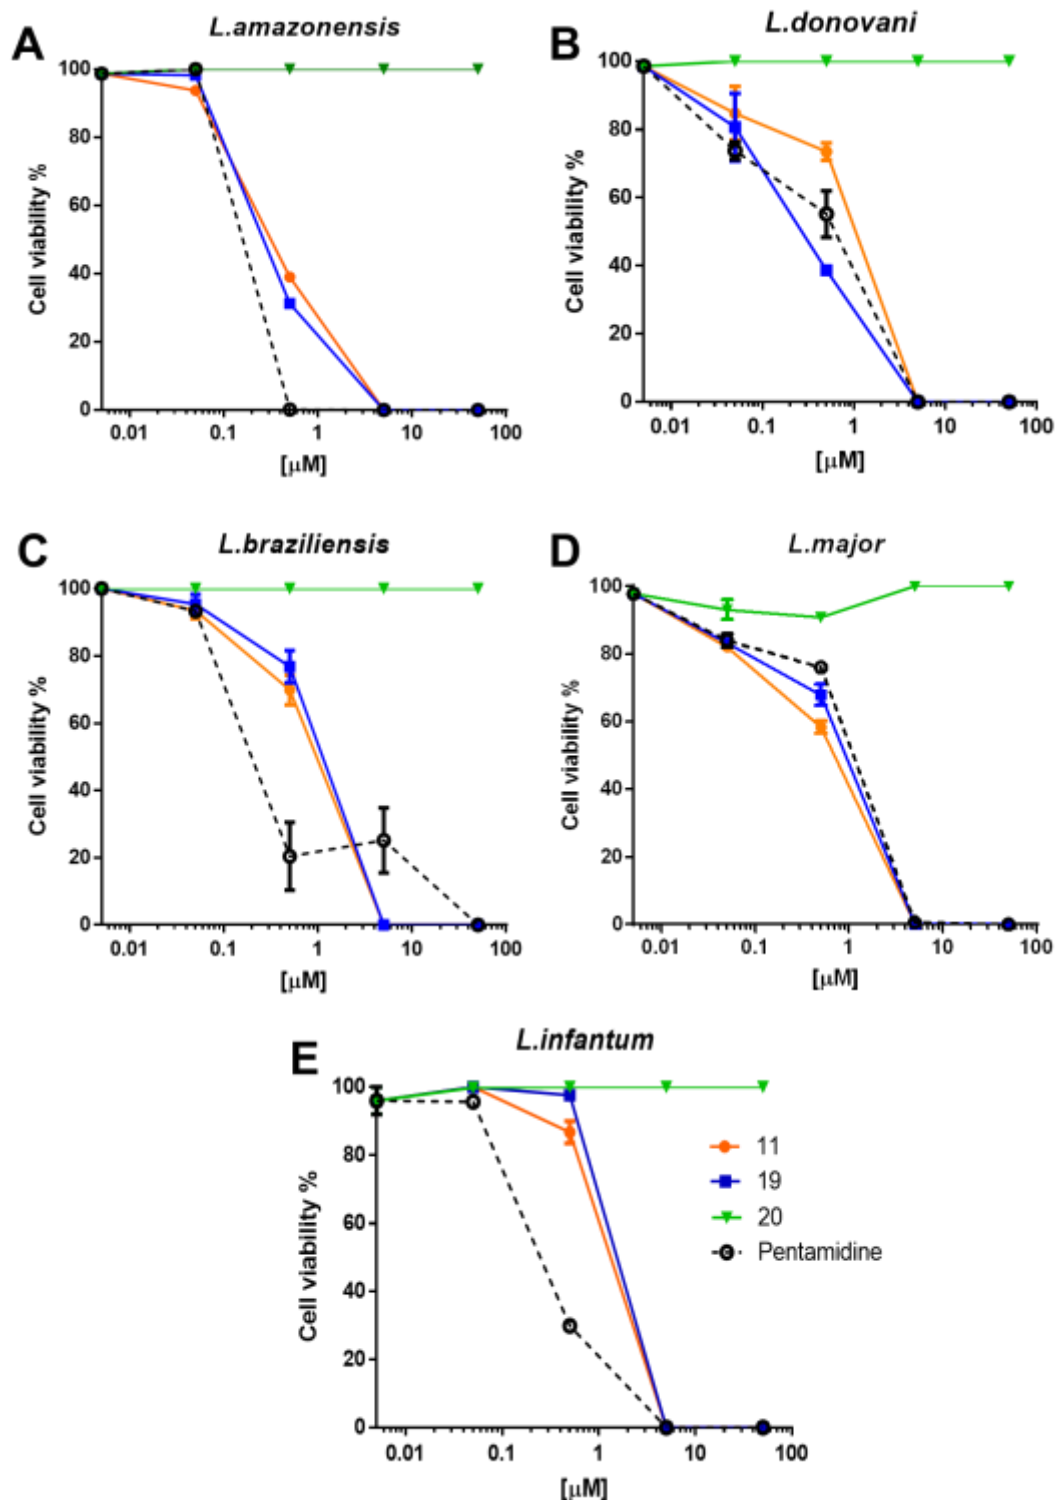 A
L.amazonensis
Cell viability %
100
80
60
40
20
0
0.01 0.1 1 10 100
[µM]
B
L.donovani
Cell viability %
100
80
60
40
20
0
0.01 0.1 1 10 100
[µM]
C
L.braziliensis
Cell viability %
100
80
60
40
20
0
0.01 0.1 1 10 100
[µM]
D
L.major
Cell viability %
100
80
60
40
20
0
0.01 0.1 1 10 100
[µM]
E
L.infantum
Cell viability %
100
80
60
40
20
0
0.01 0.1 1 10 100
[µM]
11
19
20
Pentamidine